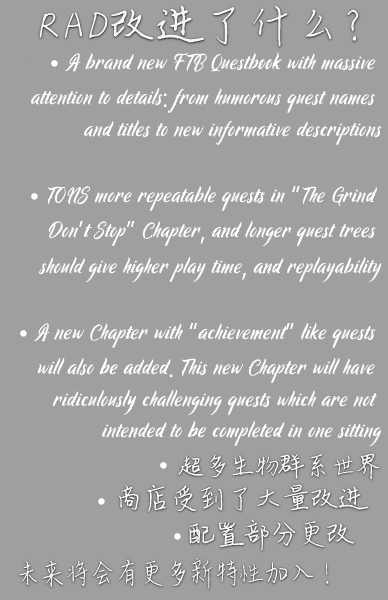 RAD改进了什么？
• A brand new FTB Questbook with massive
attention to details: from humorous quest names
and titles to new informative descriptions
• TONS more repeatable quests in "The Grind
Don't Stop" Chapter, and longer quest trees
should give higher play time, and replayability
• A new Chapter with "achievement" like quests
will also be added. This new Chapter will have
ridiculously challenging quests which are not
intended to be completed in one sitting
• 超多生物群系世界
• 商店受到了大量改进
• 配置部分更改
未来将会有更多新特性加入！